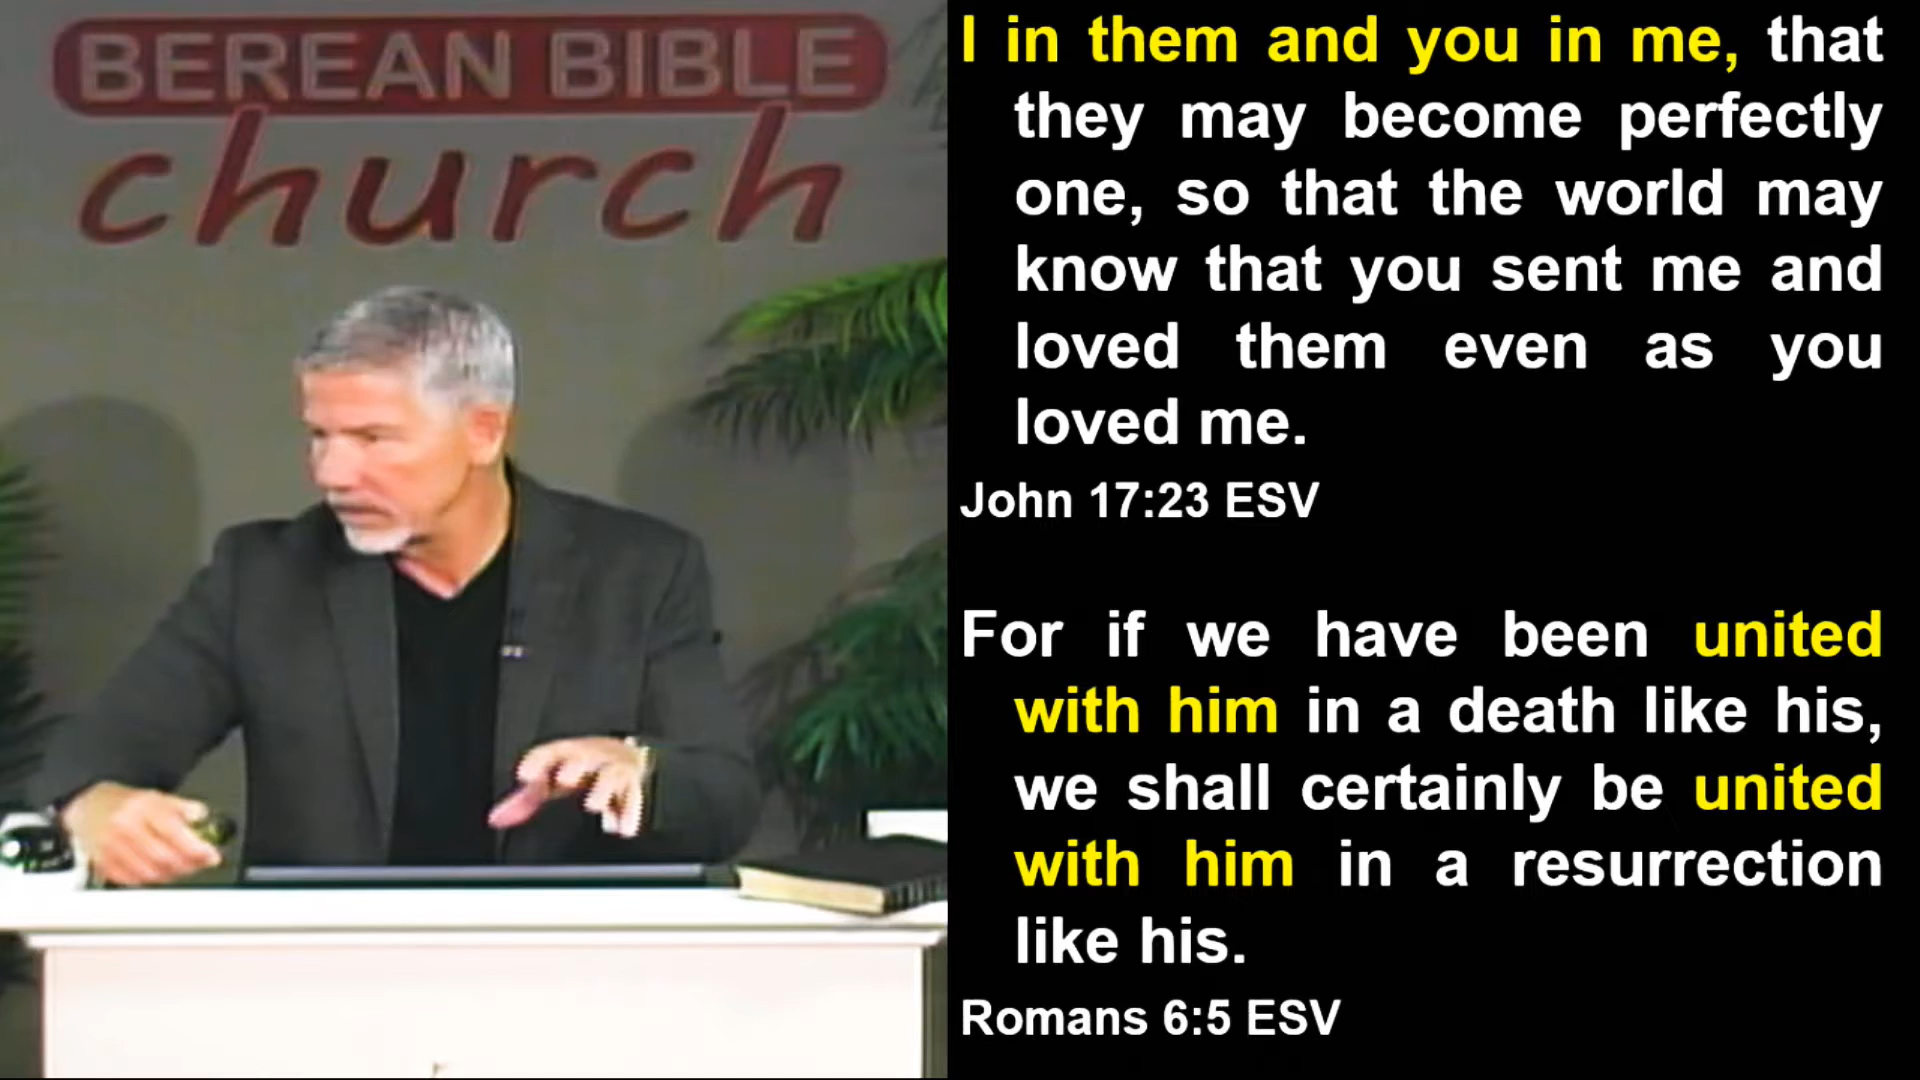 BEREAN BIBLE
church
I in them and you in me, that
they may become perfectly
one, so that the world may
know that you sent me and
loved them even as you
loved me.
John 17:23 ESV
For if we have been united
with him in a death like his,
we shall certainly be united
with him in a resurrection
like his.
Romans 6:5 ESV